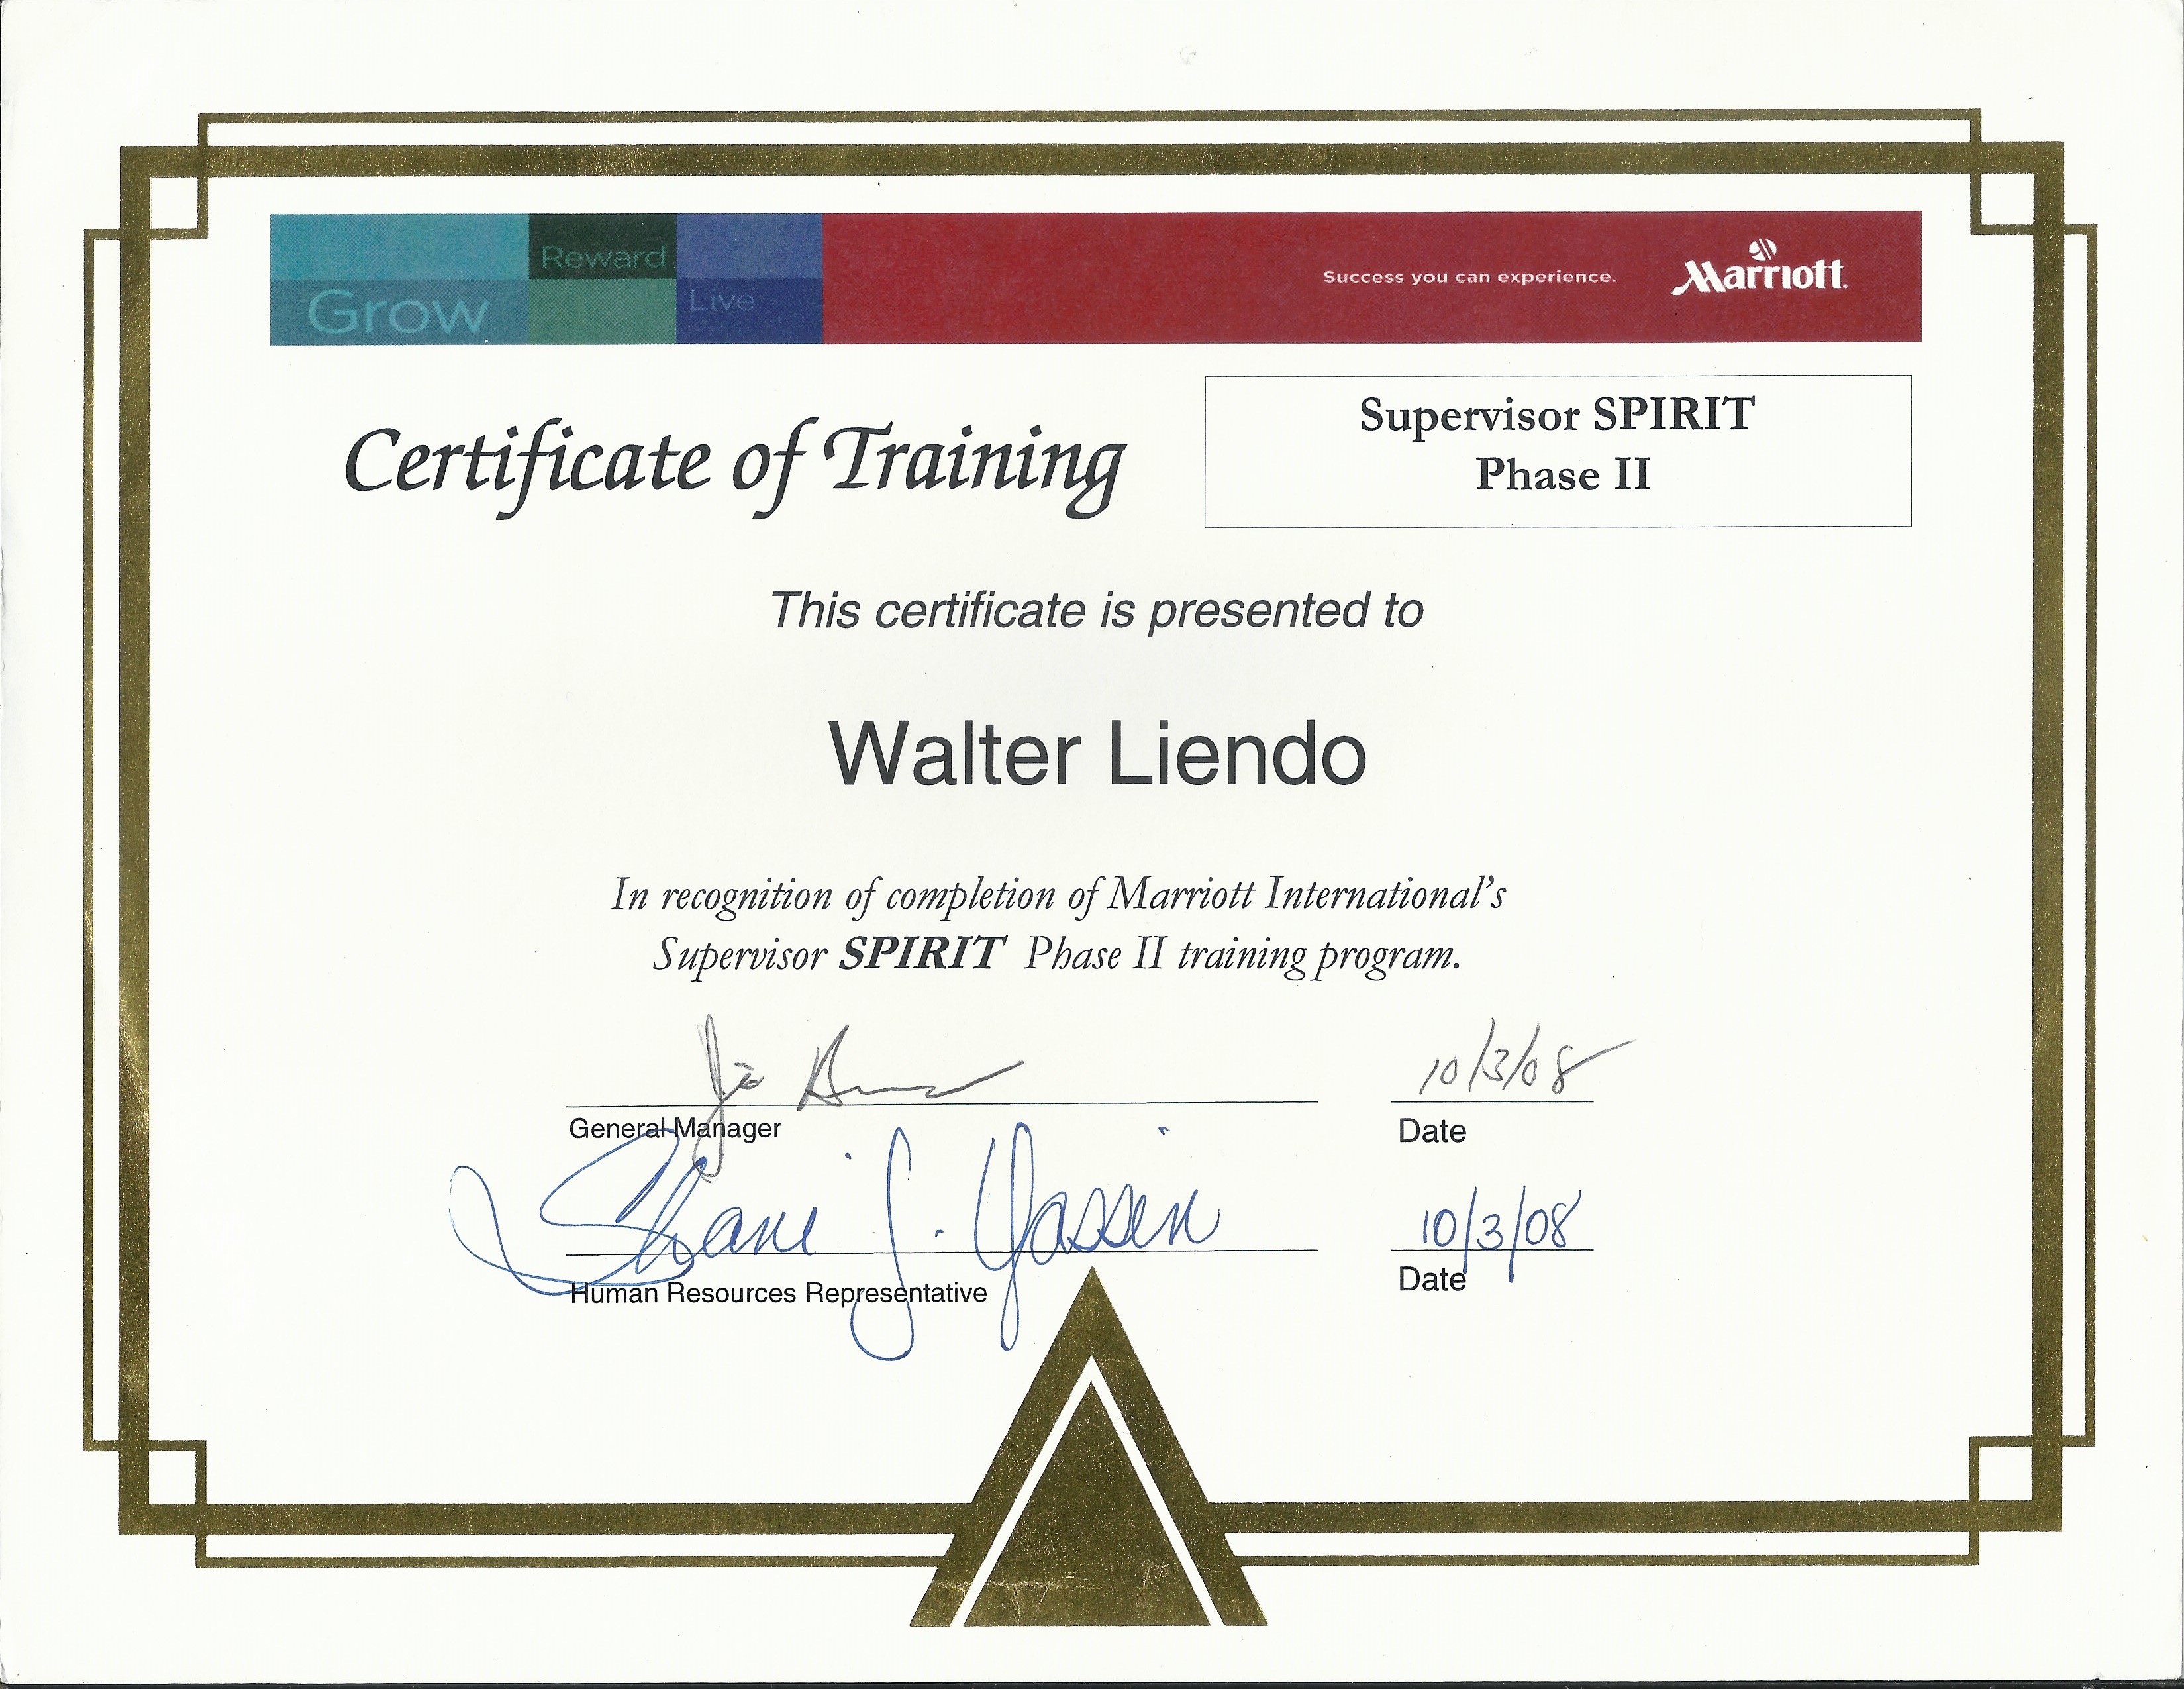 Reward
Grow
Live
Success you can experience.
Marriott.
Certificate of Training
Supervisor SPIRIT
Phase II
This certificate is presented to
Walter Liendo
In recognition of completion of Marriott International's
Supervisor SPIRIT Phase II training program.
10/3/08
General Manager
Date
Shani J. Yassin
10/3/08
Human Resources Representative
Date